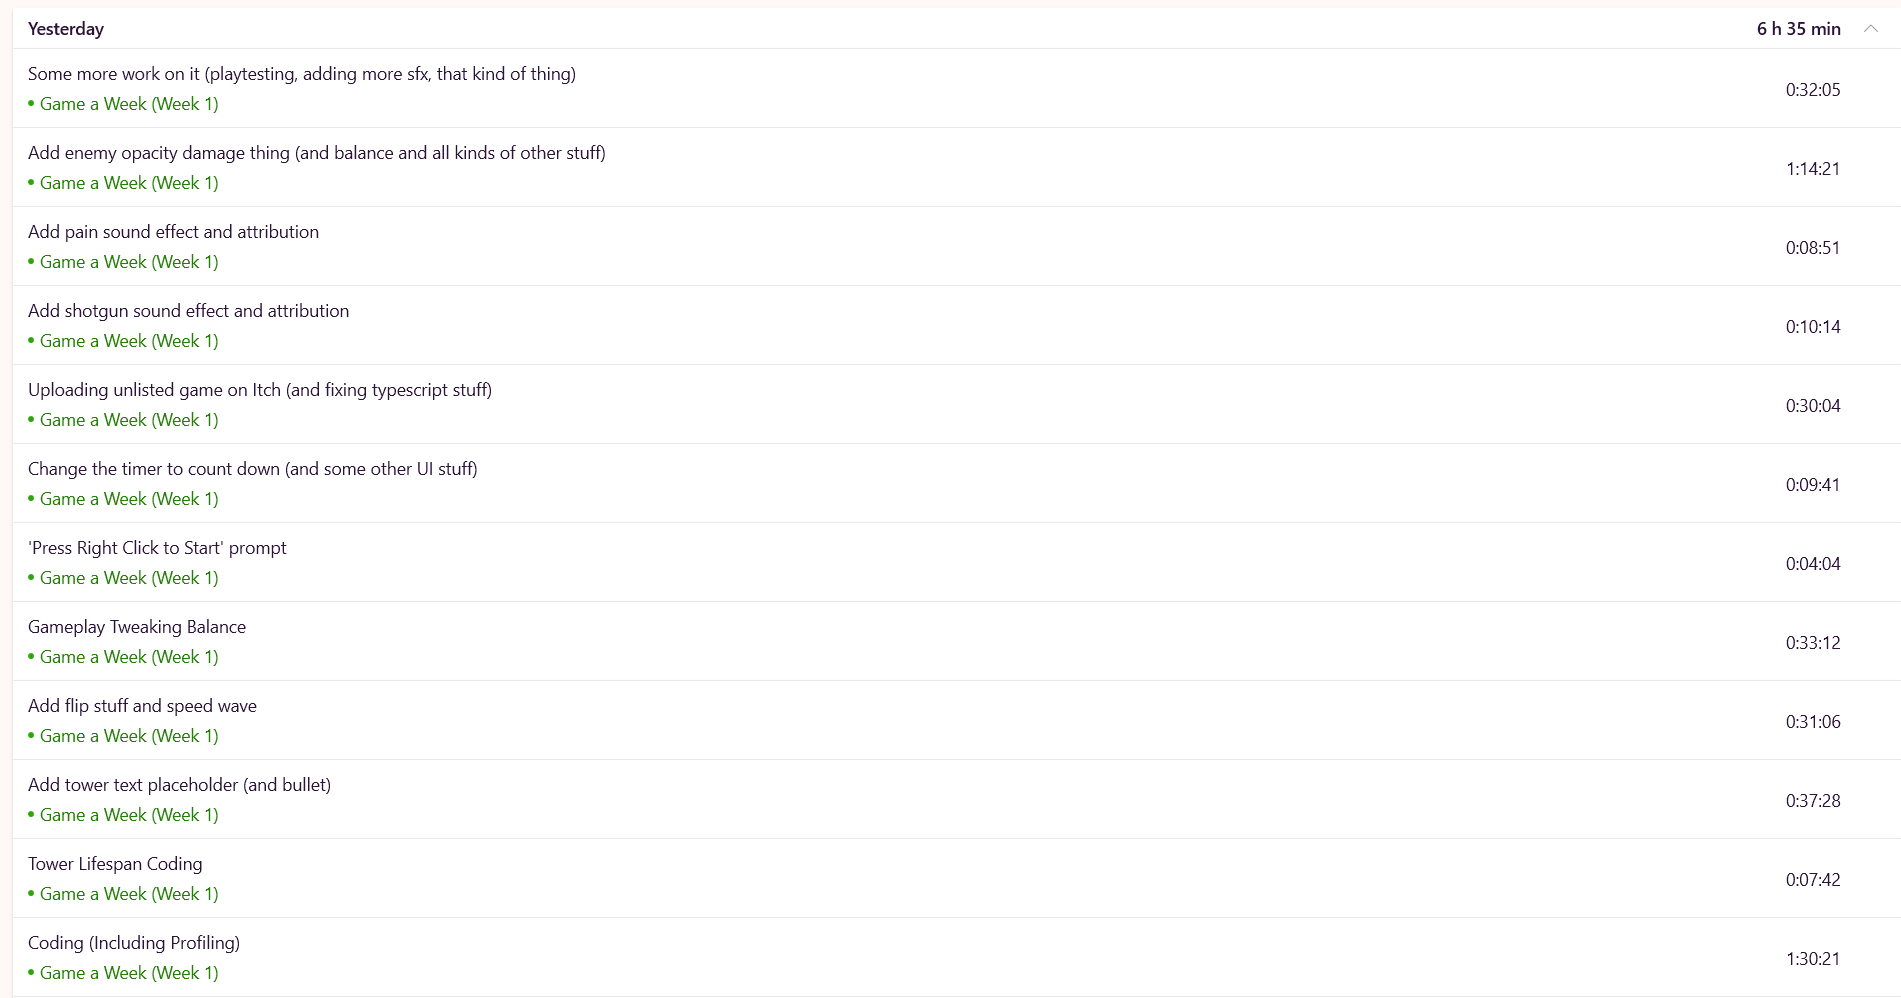 Yesterday 6 h 35 min
Some more work on it (playtesting, adding more sfx, that kind of thing)
• Game a Week (Week 1)
0:32:05
Add enemy opacity damage thing (and balance and all kinds of other stuff)
• Game a Week (Week 1)
1:14:21
Add pain sound effect and attribution
• Game a Week (Week 1)
0:08:51
Add shotgun sound effect and attribution
• Game a Week (Week 1)
0:10:14
Uploading unlisted game on Itch (and fixing typescript stuff)
• Game a Week (Week 1)
0:30:04
Change the timer to count down (and some other UI stuff)
• Game a Week (Week 1)
0:09:41
'Press Right Click to Start' prompt
• Game a Week (Week 1)
0:04:04
Gameplay Tweaking Balance
• Game a Week (Week 1)
0:33:12
Add flip stuff and speed wave
• Game a Week (Week 1)
0:31:06
Add tower text placeholder (and bullet)
• Game a Week (Week 1)
0:37:28
Tower Lifespan Coding
• Game a Week (Week 1)
0:07:42
Coding (Including Profiling)
• Game a Week (Week 1)
1:30:21